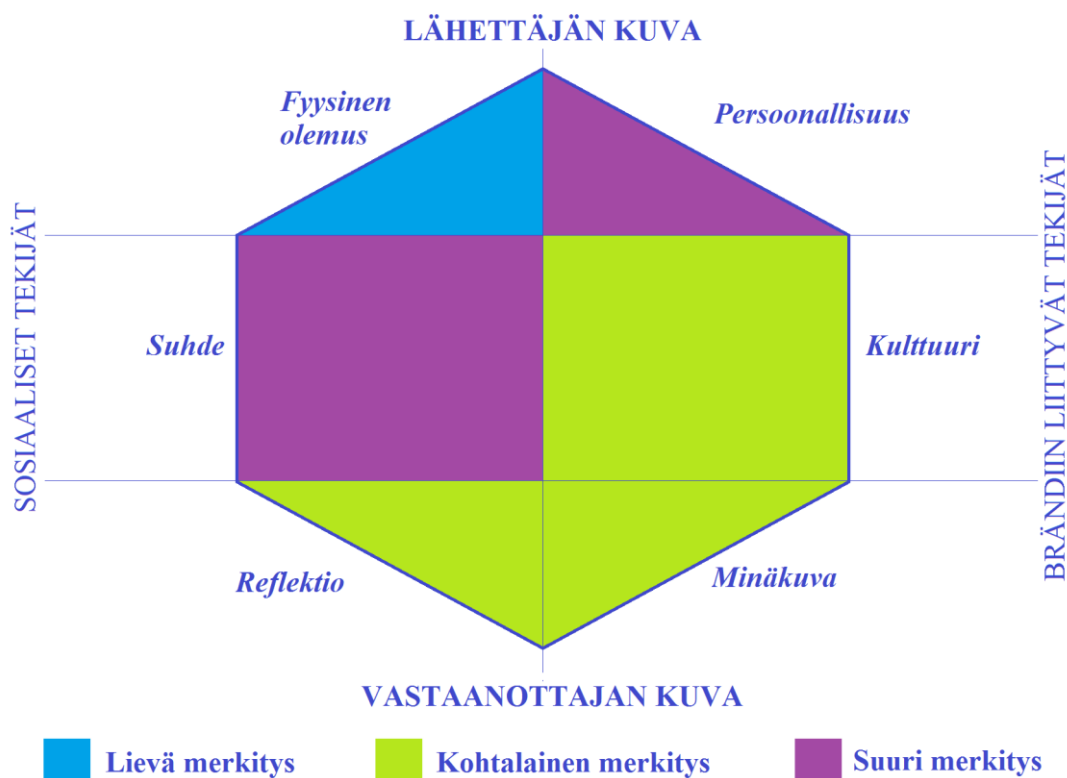 LÄHETTÄJÄN KUVA
Fyysinen
olemus
Persoonallisuus
SOSIAALISET TEKIJÄT
BRÄNDIIN LIITTYVÄT TEKIJÄT
Suhde
Kulttuuri
Reflektio
Minäkuva
VASTAANOTTAJAN KUVA
Lievä merkitys
Kohtalainen merkitys
Suuri merkitys